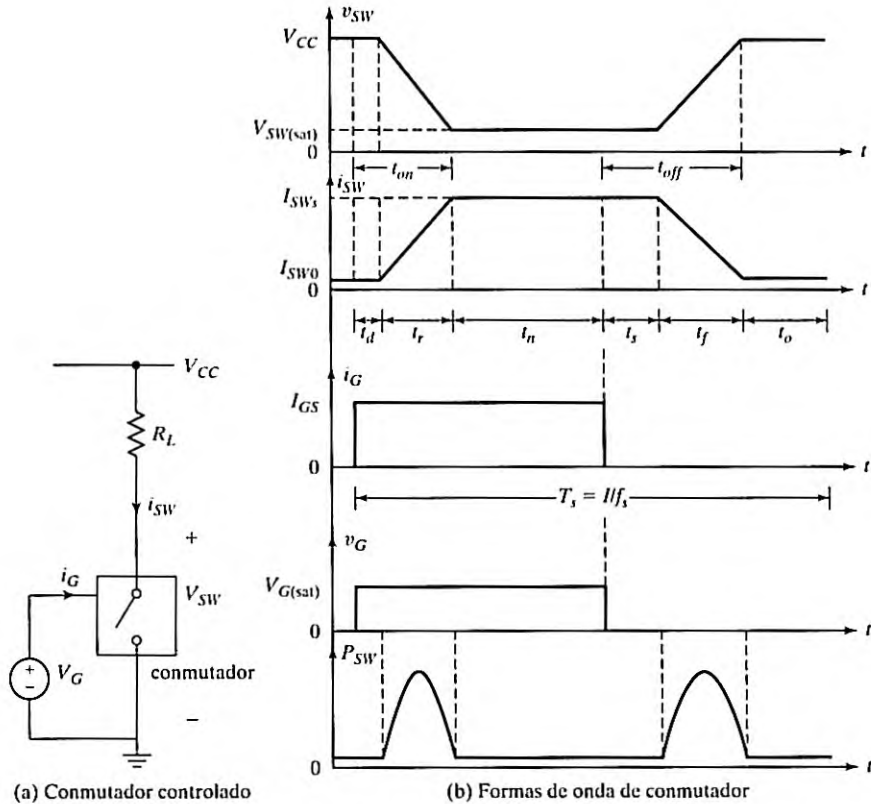 v_SW
V_CC
V_SW(sat)
0
t
t_on
t_off
i_SW
I_SWs
I_SW0
0
t
t_d
t_r
t_n
t_s
t_f
t_o
i_G
I_GS
0
t
T_s = I/f_s
v_G
V_G(sat)
0
t
P_SW
0
t
V_CC
R_L
i_SW
+
i_G
V_SW
+
−
V_G
conmutador
−
(a) Conmutador controlado
(b) Formas de onda de conmutador